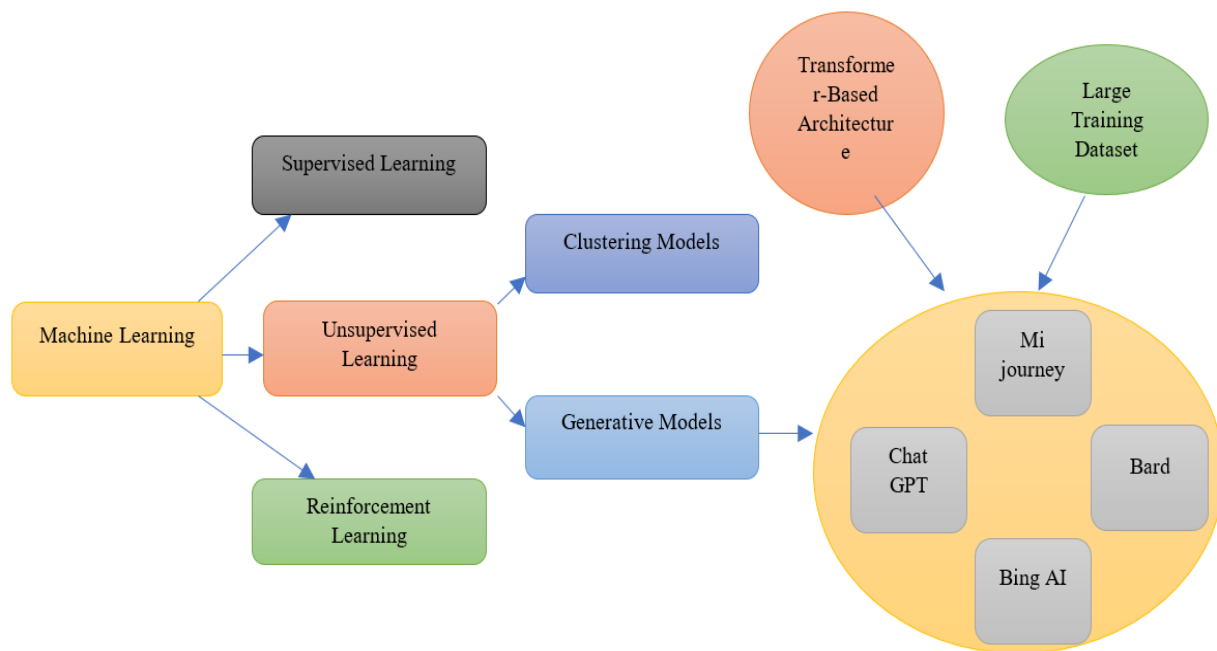 Transforme
r-Based
Architectur
e
Large
Training
Dataset
Supervised Learning
Clustering Models
Machine Learning
Unsupervised
Learning
Mi
journey
Generative Models
Chat
GPT
Bard
Reinforcement
Learning
Bing AI